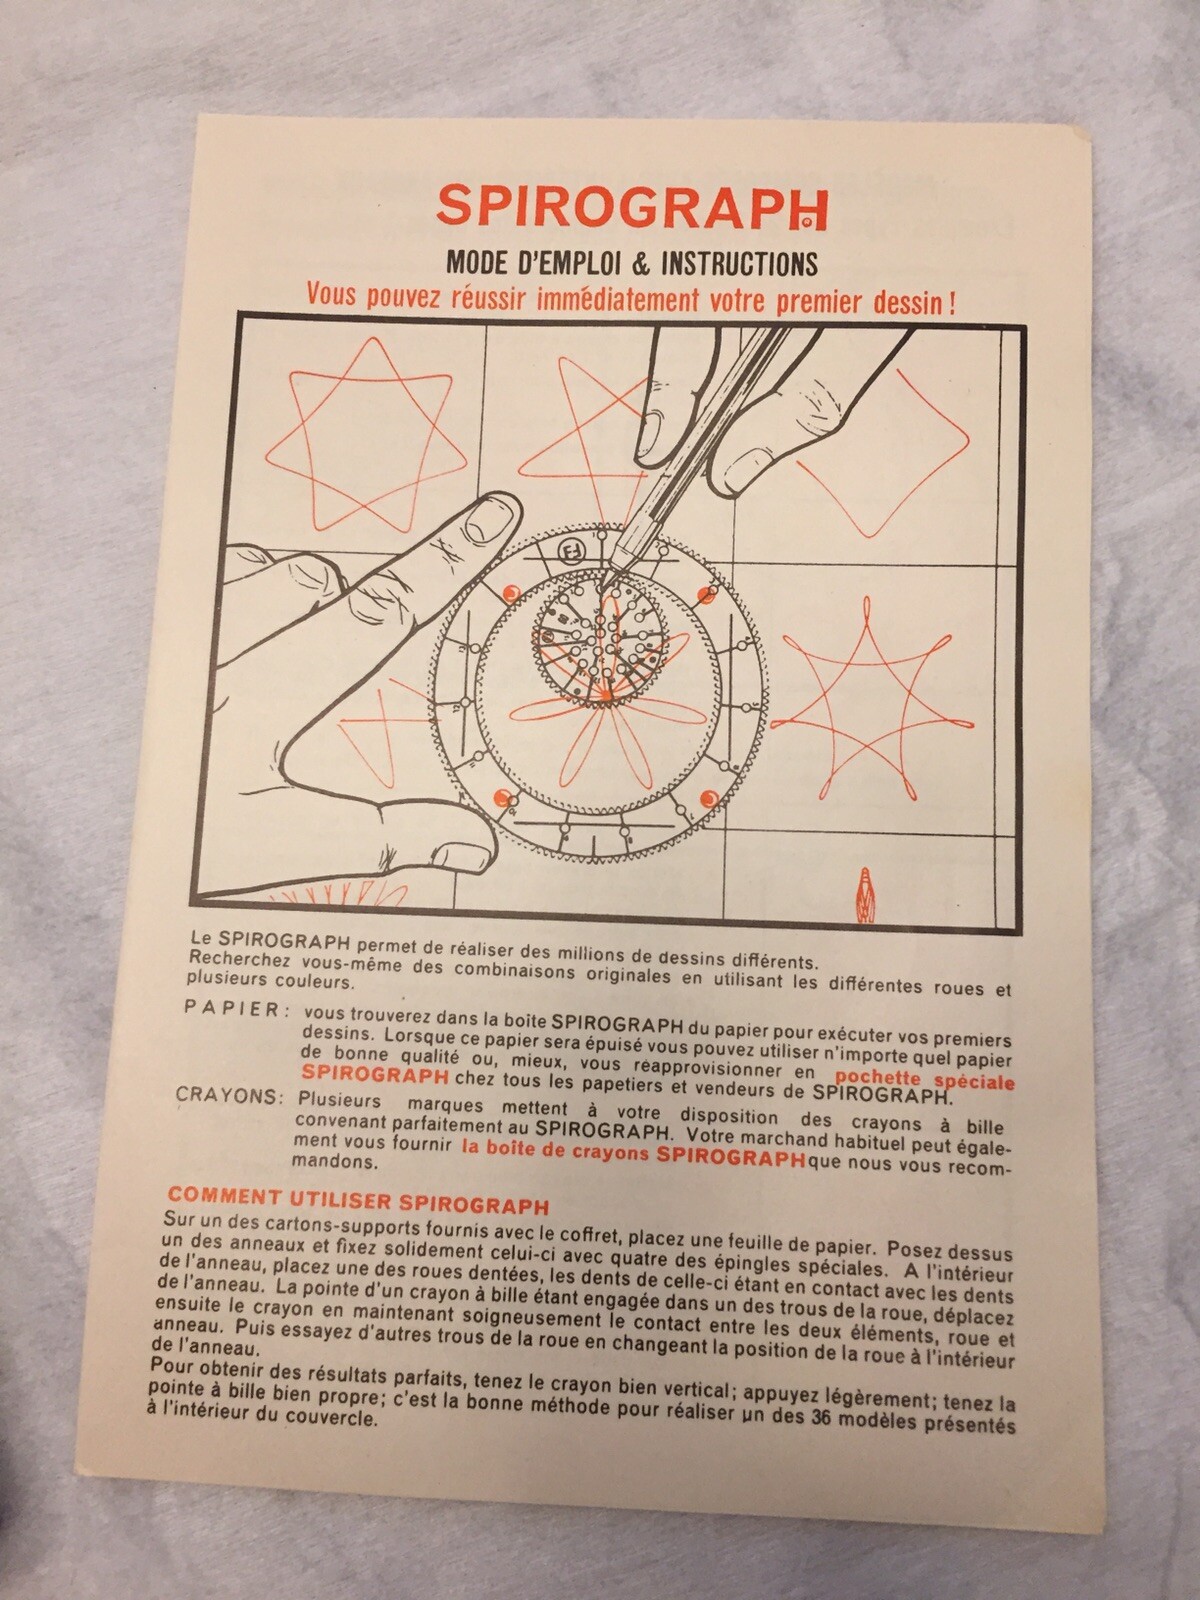 SPIROGRAPH
MODE D'EMPLOI & INSTRUCTIONS
Vous pouvez réussir immédiatement votre premier dessin !
Le SPIROGRAPH permet de réaliser des millions de dessins différents.
Recherchez vous-même des combinaisons originales en utilisant les différentes roues et
plusieurs couleurs.
PAPIER : vous trouverez dans la boîte SPIROGRAPH du papier pour exécuter vos premiers
dessins. Lorsque ce papier sera épuisé vous pouvez utiliser n'importe quel papier
de bonne qualité ou, mieux, vous réapprovisionner en pochette spéciale
SPIROGRAPH chez tous les papetiers et vendeurs de SPIROGRAPH.
CRAYONS : Plusieurs marques mettent à votre disposition des crayons à bille
convenant parfaitement au SPIROGRAPH. Votre marchand habituel peut égale-
ment vous fournir la boîte de crayons SPIROGRAPH que nous vous recom-
mandons.
COMMENT UTILISER SPIROGRAPH
Sur un des cartons-supports fournis avec le coffret, placez une feuille de papier. Posez dessus
un des anneaux et fixez solidement celui-ci avec quatre des épingles spéciales. A l'intérieur
de l'anneau, placez une des roues dentées, les dents de celle-ci étant en contact avec les dents
de l'anneau. La pointe d'un crayon à bille étant engagée dans un des trous de la roue, déplacez
ensuite le crayon en maintenant soigneusement le contact entre les deux éléments, roue et
anneau. Puis essayez d'autres trous de la roue en changeant la position de la roue à l'intérieur
de l'anneau.
Pour obtenir des résultats parfaits, tenez le crayon bien vertical ; appuyez légèrement ; tenez la
pointe à bille bien propre ; c'est la bonne méthode pour réaliser un des 36 modèles présentés
à l'intérieur du couvercle.